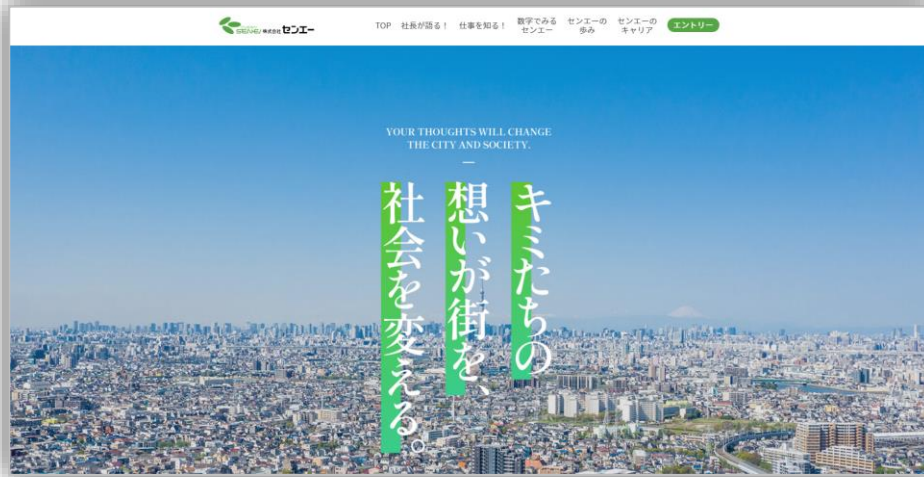 SEN-EI 株式会社 センエー
TOP
社長が語る！
仕事を知る！
数字でみる
センエー
センエーの
歩み
センエーの
キャリア
エントリー
YOUR THOUGHTS WILL CHANGE
THE CITY AND SOCIETY.
キミたちの
想いが街を、
社会を変える。